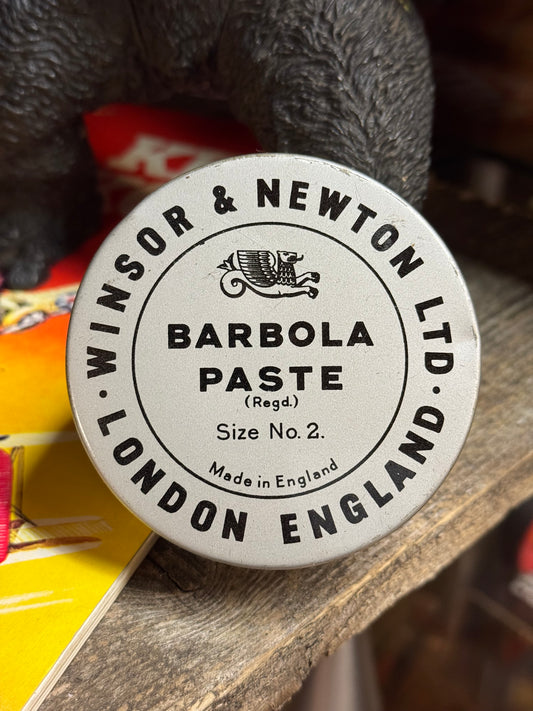 WINSOR & NEWTON LTD
BARBOLA
PASTE
(Regd.)
Size No. 2.
Made in England
LONDON ENGLAND